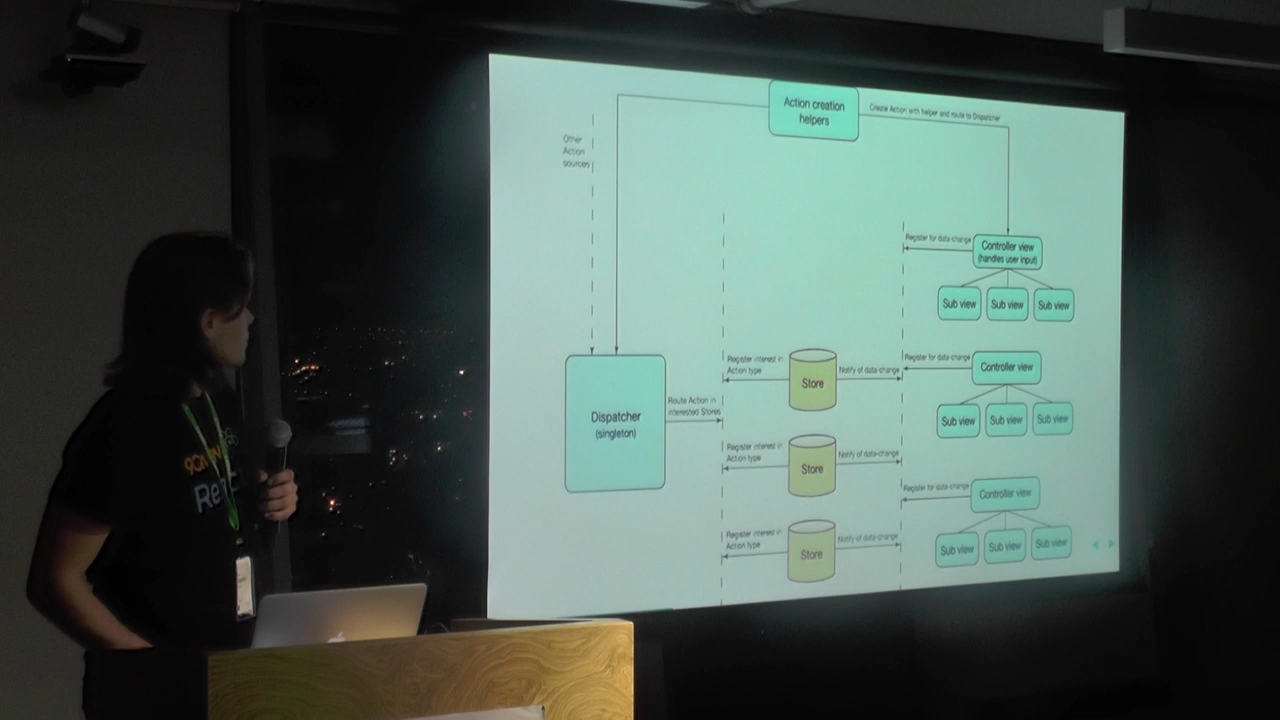 Action creation
helpers
Create Action with helper and route to Dispatcher
Other
Action
sources
Register for data-change
Controller view
(handles user input)
Sub view
Sub view
Sub view
Register interest in
Action type
Store
Notify of data-change
Register for data-change
Controller view
Sub view
Sub view
Sub view
Dispatcher
(singleton)
Route Action in
interested Stores
Register interest in
Action type
Store
Notify of data-change
Register for data-change
Controller view
Sub view
Sub view
Sub view
Register interest in
Action type
Store
Notify of data-change